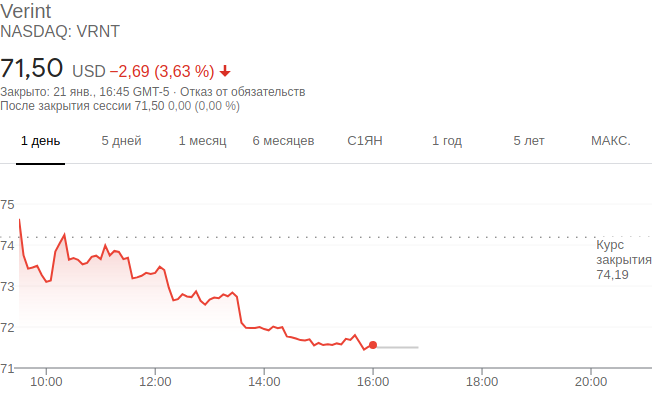 Verint
NASDAQ: VRNT
71,50 USD −2,69 (3,63 %)
Закрыто: 21 янв., 16:45 GMT-5 · Отказ от обязательств
После закрытия сессии 71,50 0,00 (0,00 %)
1 день 5 дней 1 месяц 6 месяцев С1ЯН 1 год 5 лет МАКС.
75
74
Курс
закрытия
74,19
73
72
71
10:00 12:00 14:00 16:00 18:00 20:00